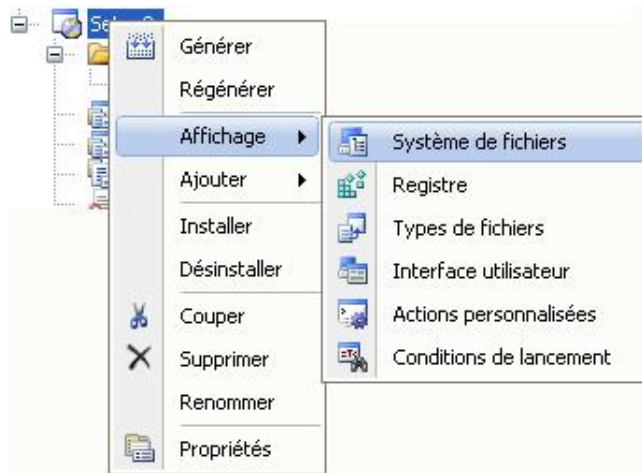 Générer
Régénérer
Affichage
Ajouter
Installer
Désinstaller
Couper
Supprimer
Renommer
Propriétés
Système de fichiers
Registre
Types de fichiers
Interface utilisateur
Actions personnalisées
Conditions de lancement